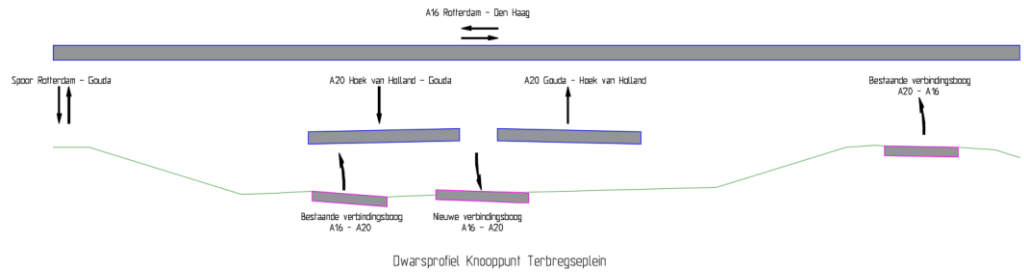 A16 Rotterdam - Den Haag
Spoor Rotterdam - Gouda
A20 Hoek van Holland - Gouda
A20 Gouda - Hoek van Holland
Bestaande verbindingsboog
A20 - A16
Bestaande verbindingsboog
A16 - A20
Nieuwe verbindingsboog
A16 - A20
Dwarsprofiel Knooppunt Terbregseplein